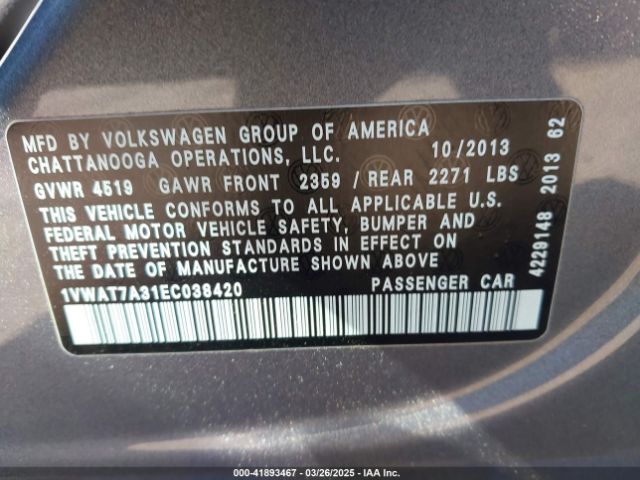 MFD BY VOLKSWAGEN GROUP OF AMERICA
CHATTANOOGA OPERATIONS, LLC. 10/2013
GVWR 4519 GAWR FRONT 2359 / REAR 2271 LBS
THIS VEHICLE CONFORMS TO ALL APPLICABLE U.S.
FEDERAL MOTOR VEHICLE SAFETY, BUMPER AND
THEFT PREVENTION STANDARDS IN EFFECT ON
THE DATE OF MANUFACTURE SHOWN ABOVE
1VWAT7A31EC038420 PASSENGER CAR
4229148 2013 62
000-41893467 - 03/26/2025 - IAA, Inc.